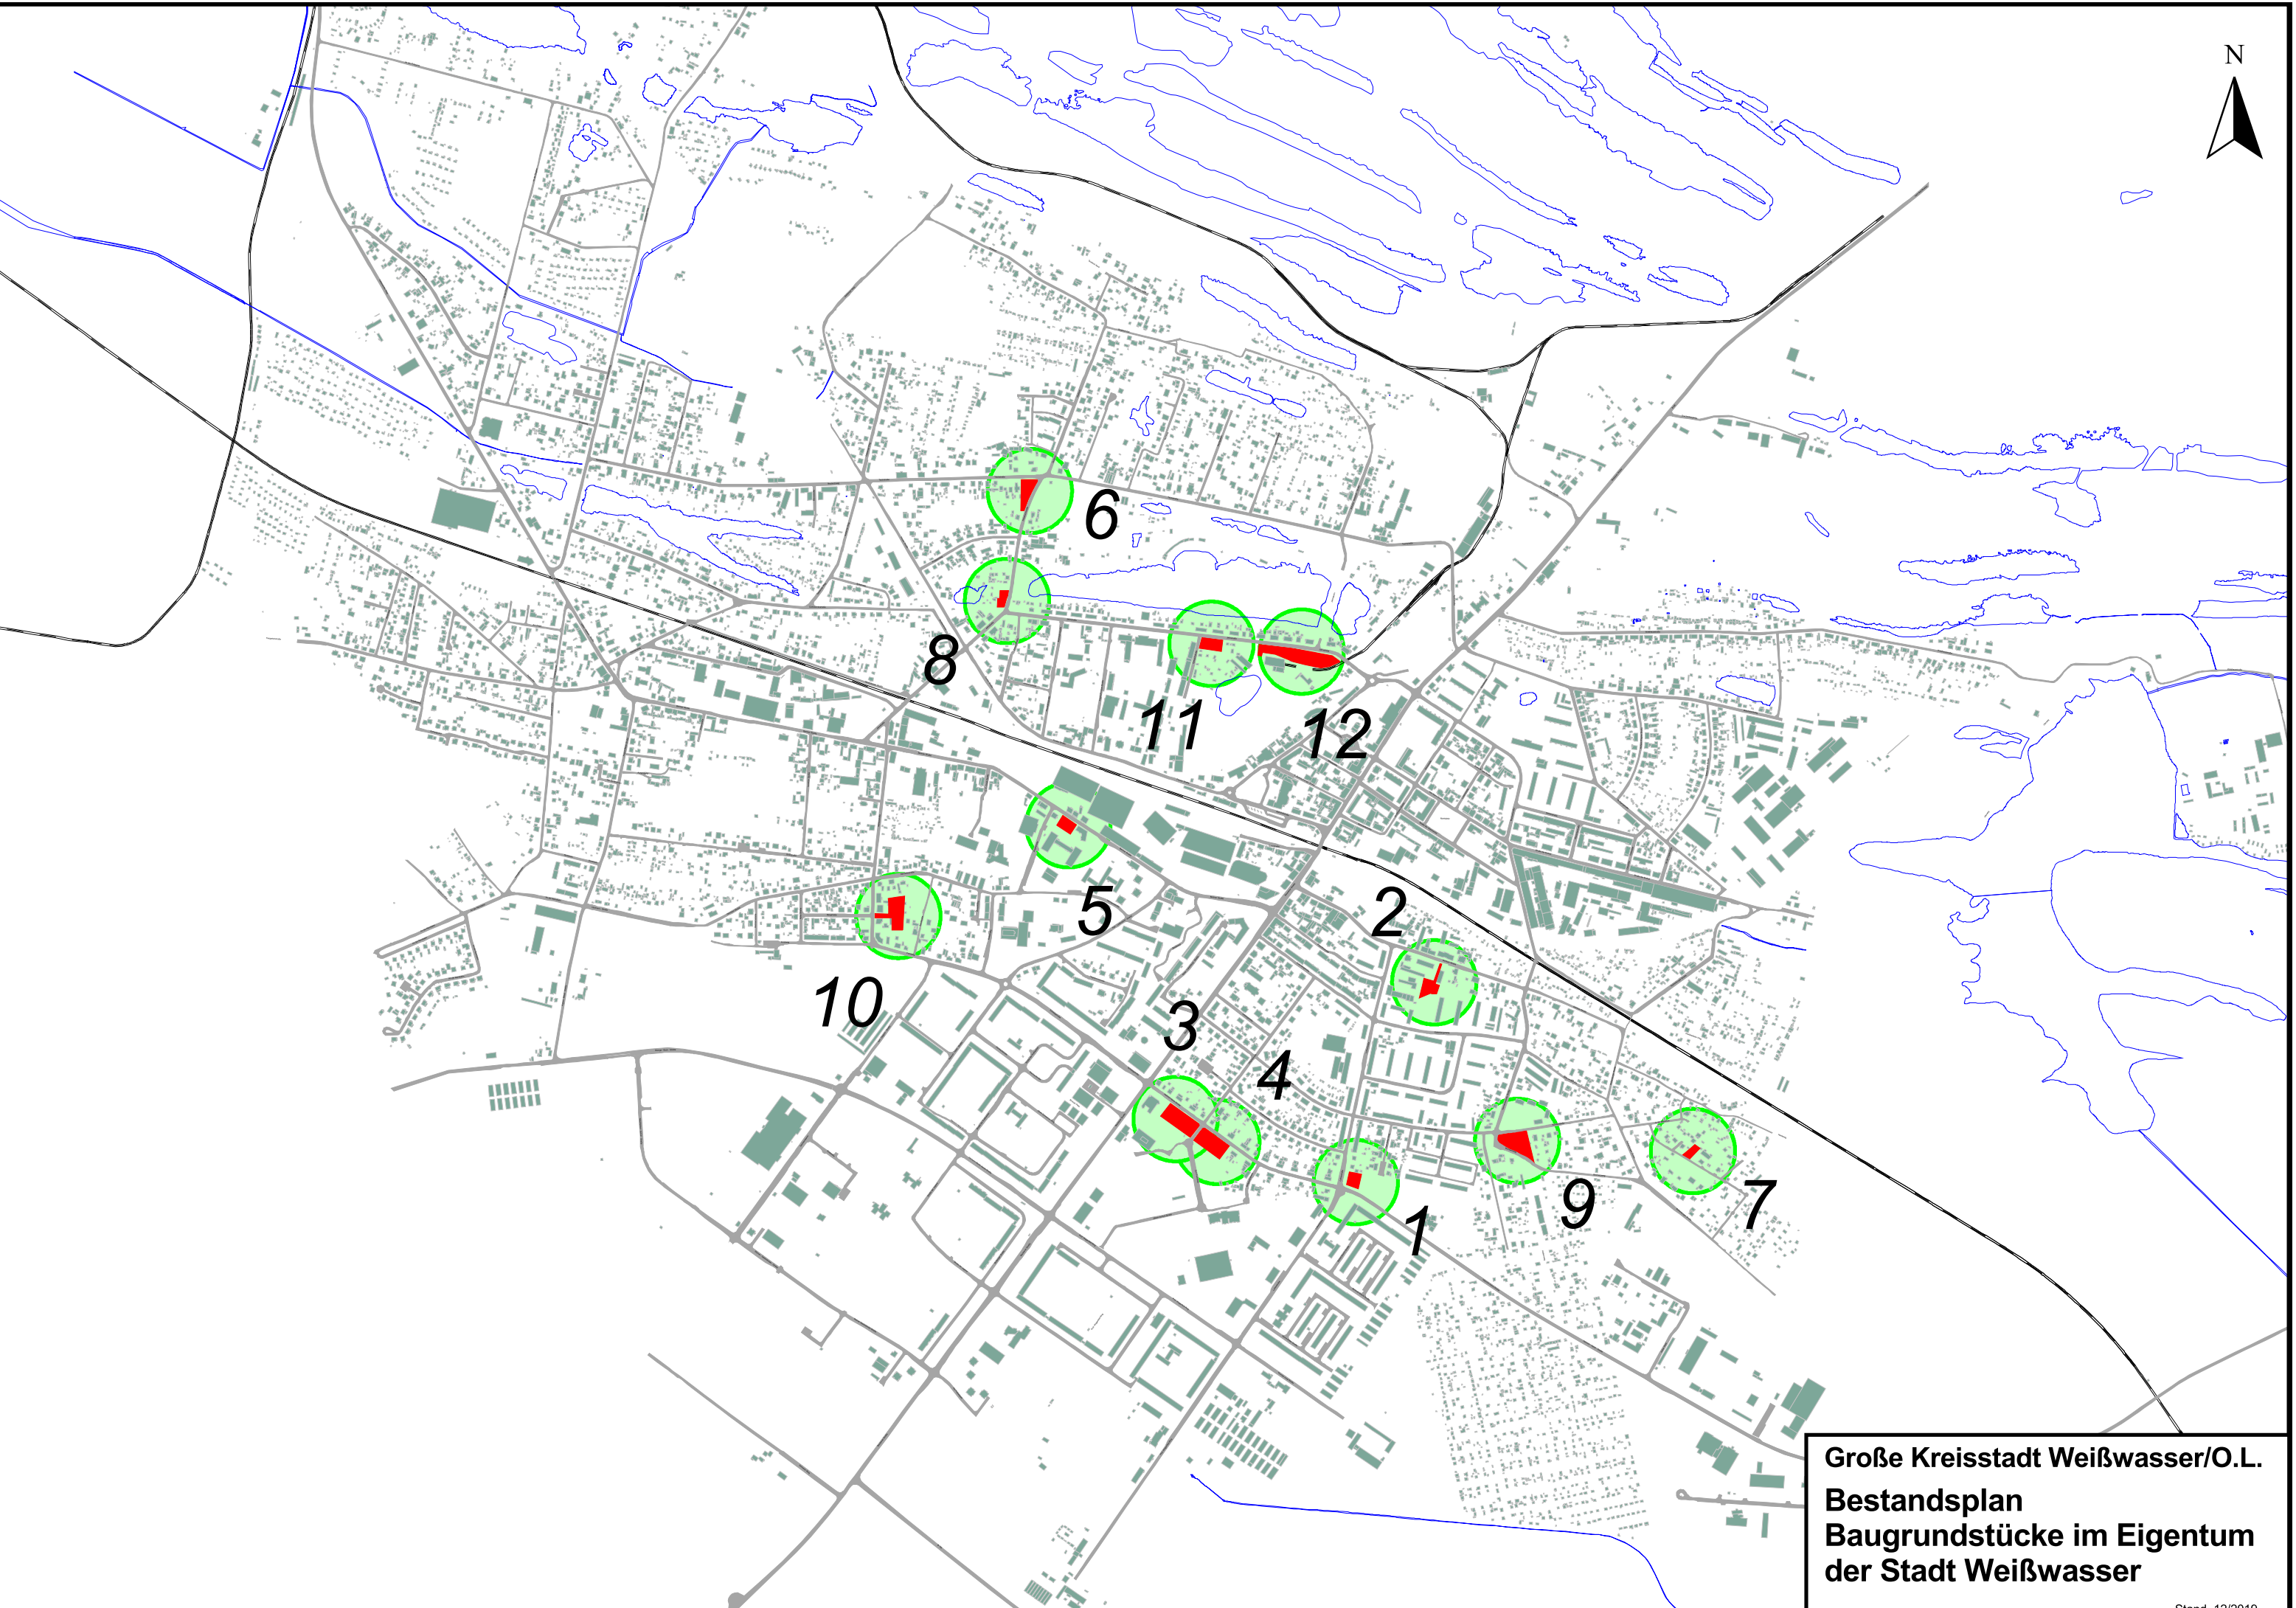 N
6
8
11
12
5
2
10
3
4
9
7
1
Große Kreisstadt Weißwasser/O.L.
Bestandsplan
Baugrundstücke im Eigentum
der Stadt Weißwasser